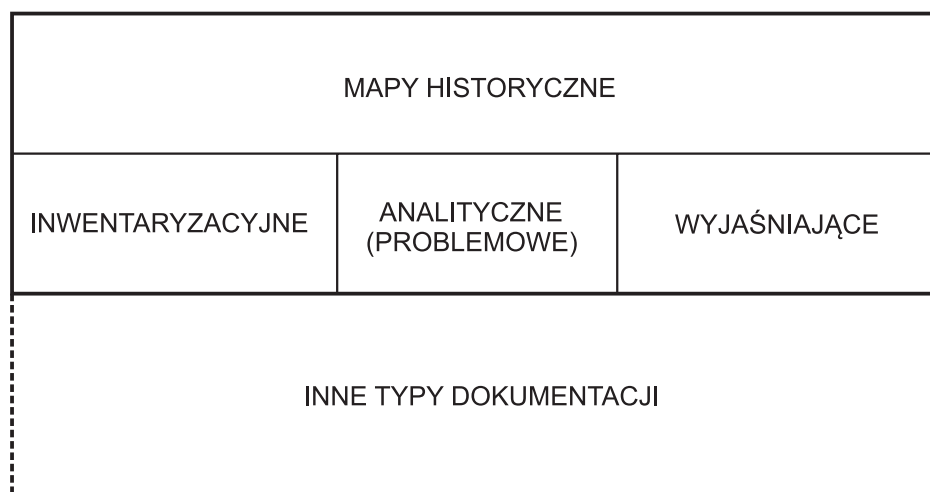 MAPY HISTORYCZNE
INWENTARYZACYJNE
ANALITYCZNE
(PROBLEMOWE)
WYJAŚNIAJĄCE
INNE TYPY DOKUMENTACJI